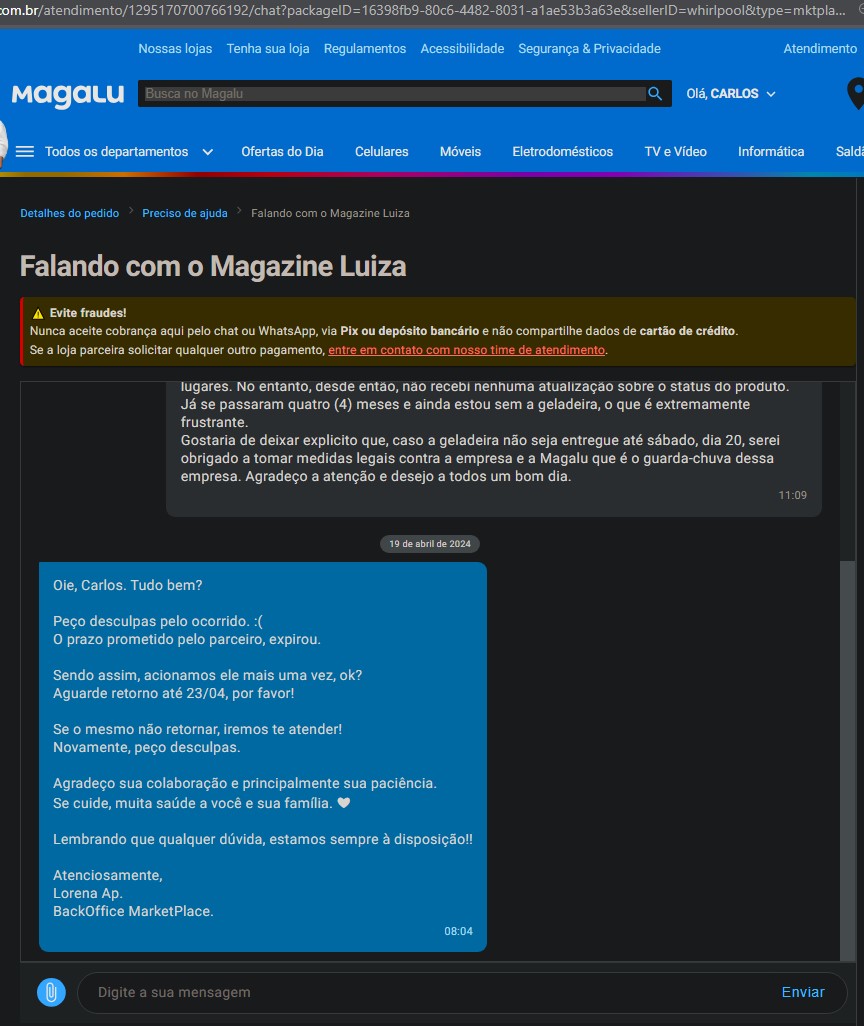 com.br/atendimento/1295170700766192/chat?packageID=16398fb9-80c6-4482-8031-a1ae53b3a63e&sellerID=whirlpool&type=mktpla...
Nossas lojas Tenha sua loja Regulamentos Acessibilidade Segurança & Privacidade Atendimento
Magalu Busca no Magalu Olá, CARLOS
Todos os departamentos Ofertas do Dia Celulares Móveis Eletrodomésticos TV e Vídeo Informática Saldã
Detalhes do pedido Preciso de ajuda Falando com o Magazine Luiza
Falando com o Magazine Luiza
Evite fraudes!
Nunca aceite cobrança aqui pelo chat ou WhatsApp, via Pix ou depósito bancário e não compartilhe dados de cartão de crédito.
Se a loja parceira solicitar qualquer outro pagamento, entre em contato com nosso time de atendimento.
lugares. No entanto, desde então, não recebi nenhuma atualização sobre o status do produto.
Já se passaram quatro (4) meses e ainda estou sem a geladeira, o que é extremamente
frustrante.
Gostaria de deixar explicito que, caso a geladeira não seja entregue até sábado, dia 20, serei
obrigado a tomar medidas legais contra a empresa e a Magalu que é o guarda-chuva dessa
empresa. Agradeço a atenção e desejo a todos um bom dia.
11:09
19 de abril de 2024
Oie, Carlos. Tudo bem?
Peço desculpas pelo ocorrido. :(
O prazo prometido pelo parceiro, expirou.
Sendo assim, acionamos ele mais uma vez, ok?
Aguarde retorno até 23/04, por favor!
Se o mesmo não retornar, iremos te atender!
Novamente, peço desculpas.
Agradeço sua colaboração e principalmente sua paciência.
Se cuide, muita saúde a você e sua família. 🤍
Lembrando que qualquer dúvida, estamos sempre à disposição!!
Atenciosamente,
Lorena Ap.
BackOffice MarketPlace.
08:04
Digite a sua mensagem Enviar